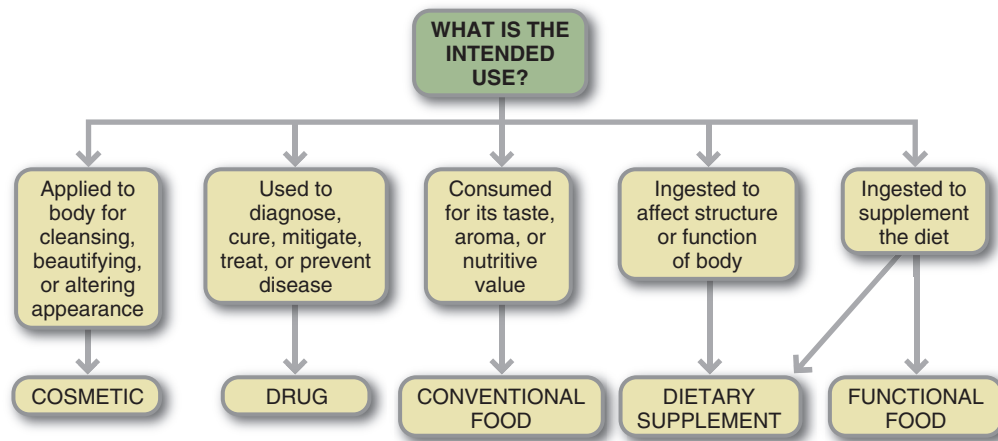 WHAT IS THE
INTENDED
USE?
Applied to
body for
cleansing,
beautifying,
or altering
appearance
Used to
diagnose,
cure, mitigate,
treat, or prevent
disease
Consumed
for its taste,
aroma, or
nutritive
value
Ingested to
affect structure
or function
of body
Ingested to
supplement
the diet
COSMETIC
DRUG
CONVENTIONAL
FOOD
DIETARY
SUPPLEMENT
FUNCTIONAL
FOOD